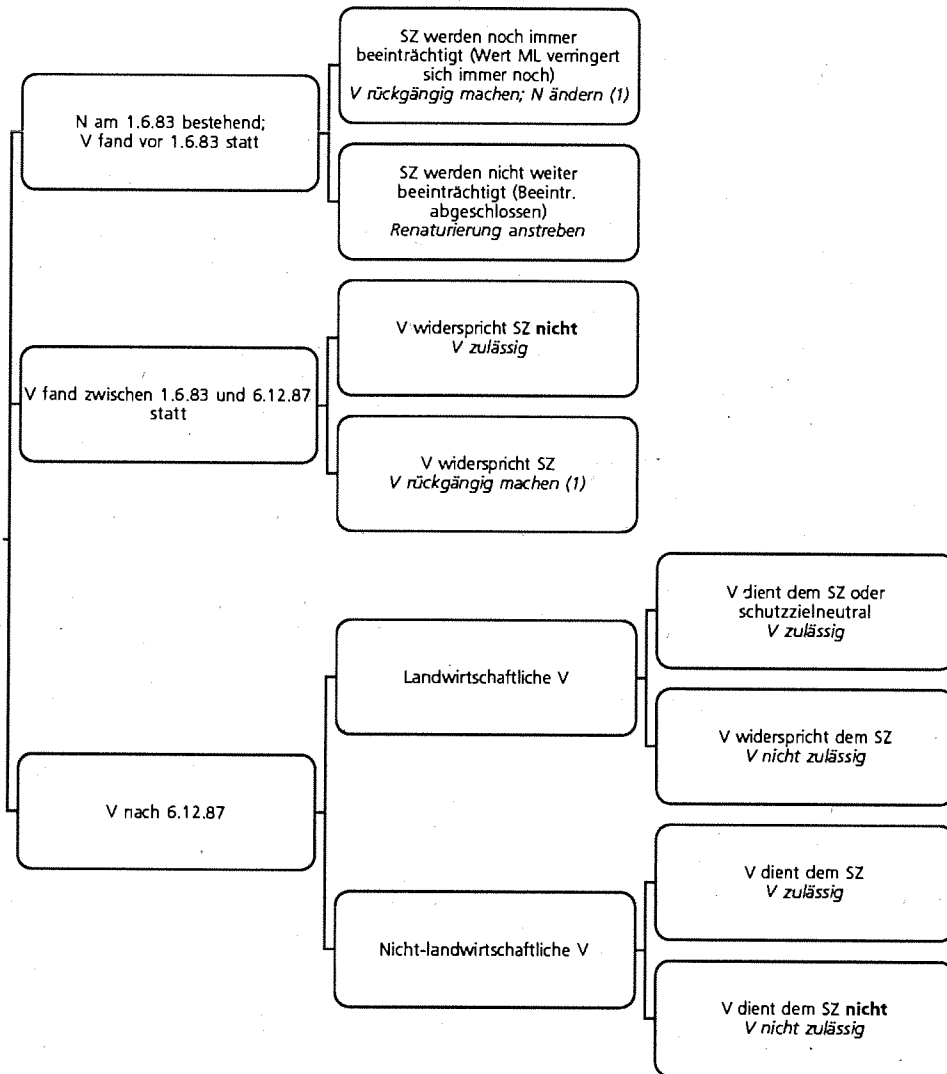 N am 1.6.83 bestehend;
V fand vor 1.6.83 statt
SZ werden noch immer
beeinträchtigt (Wert ML verringert
sich immer noch)
V rückgängig machen; N ändern (1)
SZ werden nicht weiter
beeinträchtigt (Beeintr.
abgeschlossen)
Renaturierung anstreben
V fand zwischen 1.6.83 und 6.12.87
statt
V widerspricht SZ nicht
V zulässig
V widerspricht SZ
V rückgängig machen (1)
V nach 6.12.87
Landwirtschaftliche V
V dient dem SZ oder
schutzzielneutral
V zulässig
V widerspricht dem SZ
V nicht zulässig
Nicht-landwirtschaftliche V
V dient dem SZ
V zulässig
V dient dem SZ nicht
V nicht zulässig